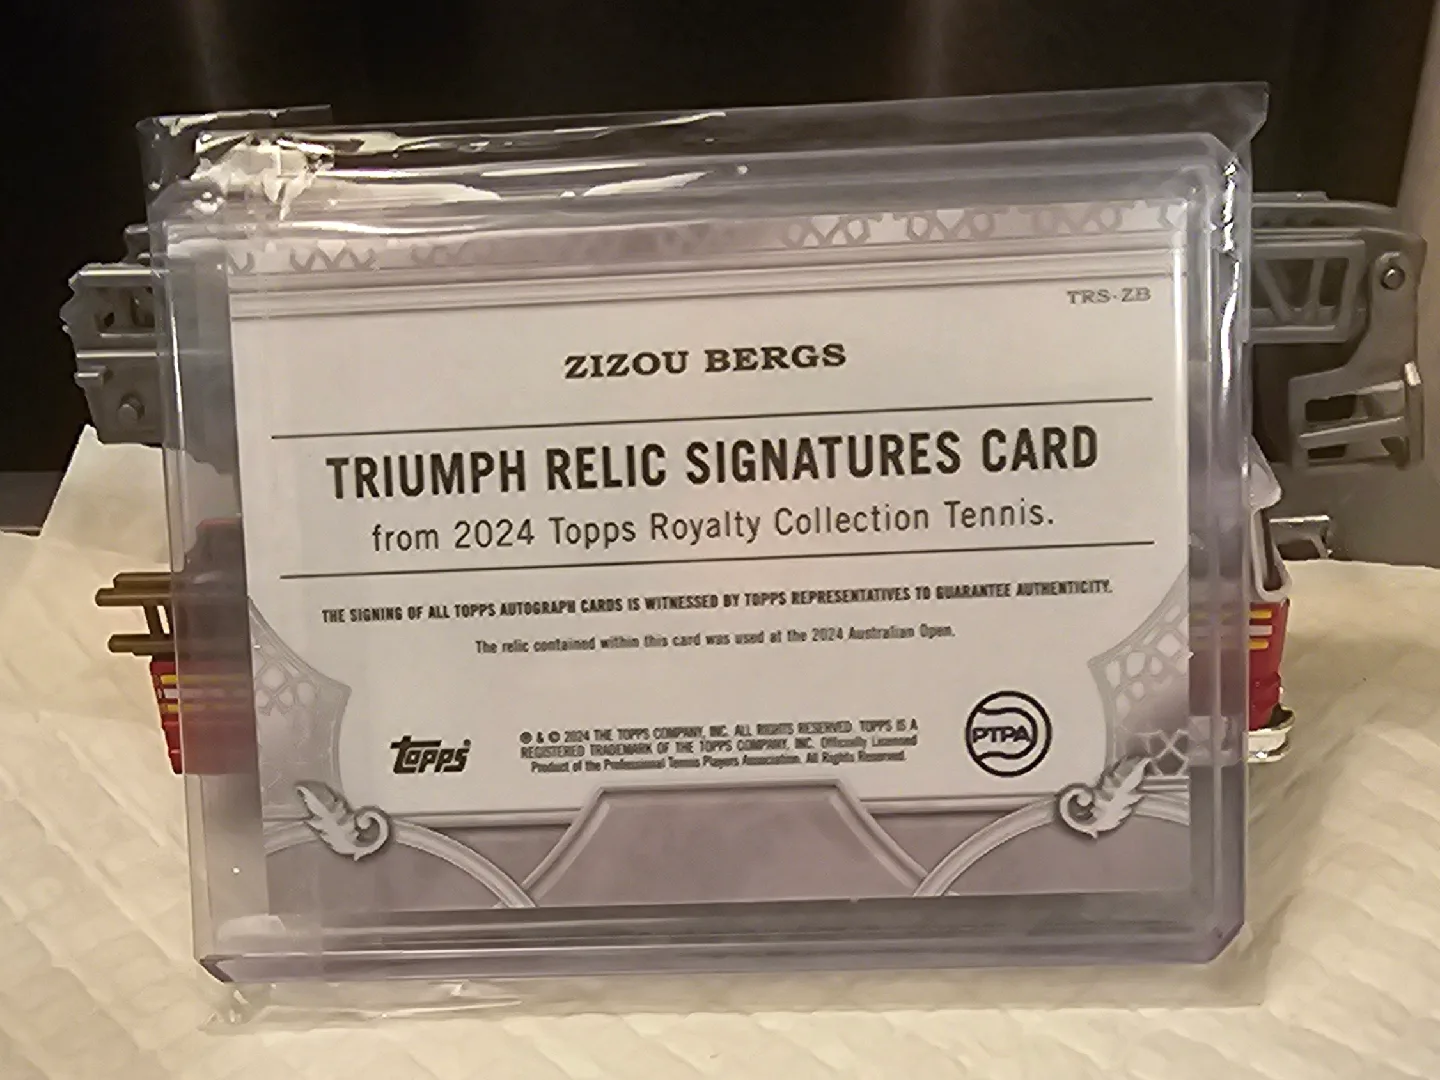 TRS-ZB
ZIZOU BERGS
TRIUMPH RELIC SIGNATURES CARD
from 2024 Topps Royalty Collection Tennis.
THE SIGNING OF ALL TOPPS AUTOGRAPH CARDS IS WITNESSED BY TOPPS REPRESENTATIVES TO GUARANTEE AUTHENTICITY.
The relic contained within this card was used at the 2024 Australian Open.
topps®
® & © 2024 THE TOPPS COMPANY, INC. ALL RIGHTS RESERVED. TOPPS IS A
REGISTERED TRADEMARK OF THE TOPPS COMPANY, INC. Officially Licensed
Product of the Professional Tennis Players Association. All Rights Reserved.
PTPA